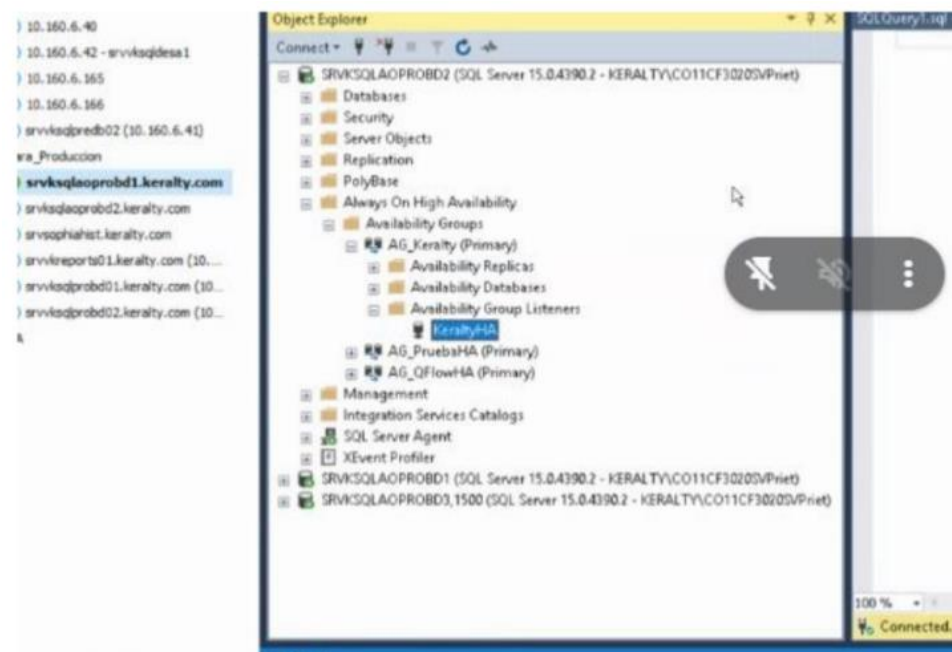 10.160.6.40
10.160.6.42 - srvvksqldesa1
10.160.6.165
10.160.6.166
srvvksqlpredb02 (10.160.6.41)
ara_Produccion
srvksqlaoprobd1.keralty.com
srvksqlaoprobd2.keralty.com
srvsophiahist.keralty.com
srvvkreports01.keralty.com (10....
srvvksqlprobd01.keralty.com (10...
srvvksqlprobd02.keralty.com (10...
Object Explorer
Connect
SRVKSQLAOPROBD2 (SQL Server 15.0.4390.2 - KERALTY\CO11CF3020SVPriet)
Databases
Security
Server Objects
Replication
PolyBase
Always On High Availability
Availability Groups
AG_Keralty (Primary)
Availability Replicas
Availability Databases
Availability Group Listeners
KeraltyHA
AG_PruebaHA (Primary)
AG_QFlowHA (Primary)
Management
Integration Services Catalogs
SQL Server Agent
XEvent Profiler
SRVKSQLAOPROBD1 (SQL Server 15.0.4390.2 - KERALTY\CO11CF3020SVPriet)
SRVKSQLAOPROBD3,1500 (SQL Server 15.0.4390.2 - KERALTY\CO11CF3020SVPriet)
SQLQuery1.sql
100 %
Connected.